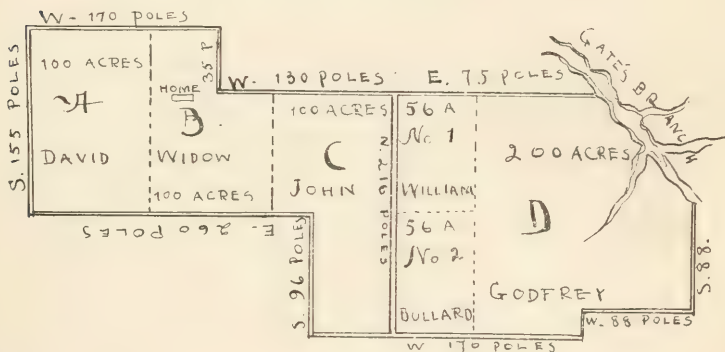 W- 170 POLES
S. 155 POLES
100 ACRES
A
DAVID
35 P
HOME
B
WIDOW
100 ACRES
E. 260 POLES
W. 130 POLES
100 ACRES
C
JOHN
S. 96 POLES
N. 216 POLES
E. 75 POLES
56 A
No 1
WILLIAM
56 A
No 2
BULLARD
W 170 POLES
200 ACRES
D
GODFREY
GATE'S BRANCH
S. 88.
W. 88 POLES